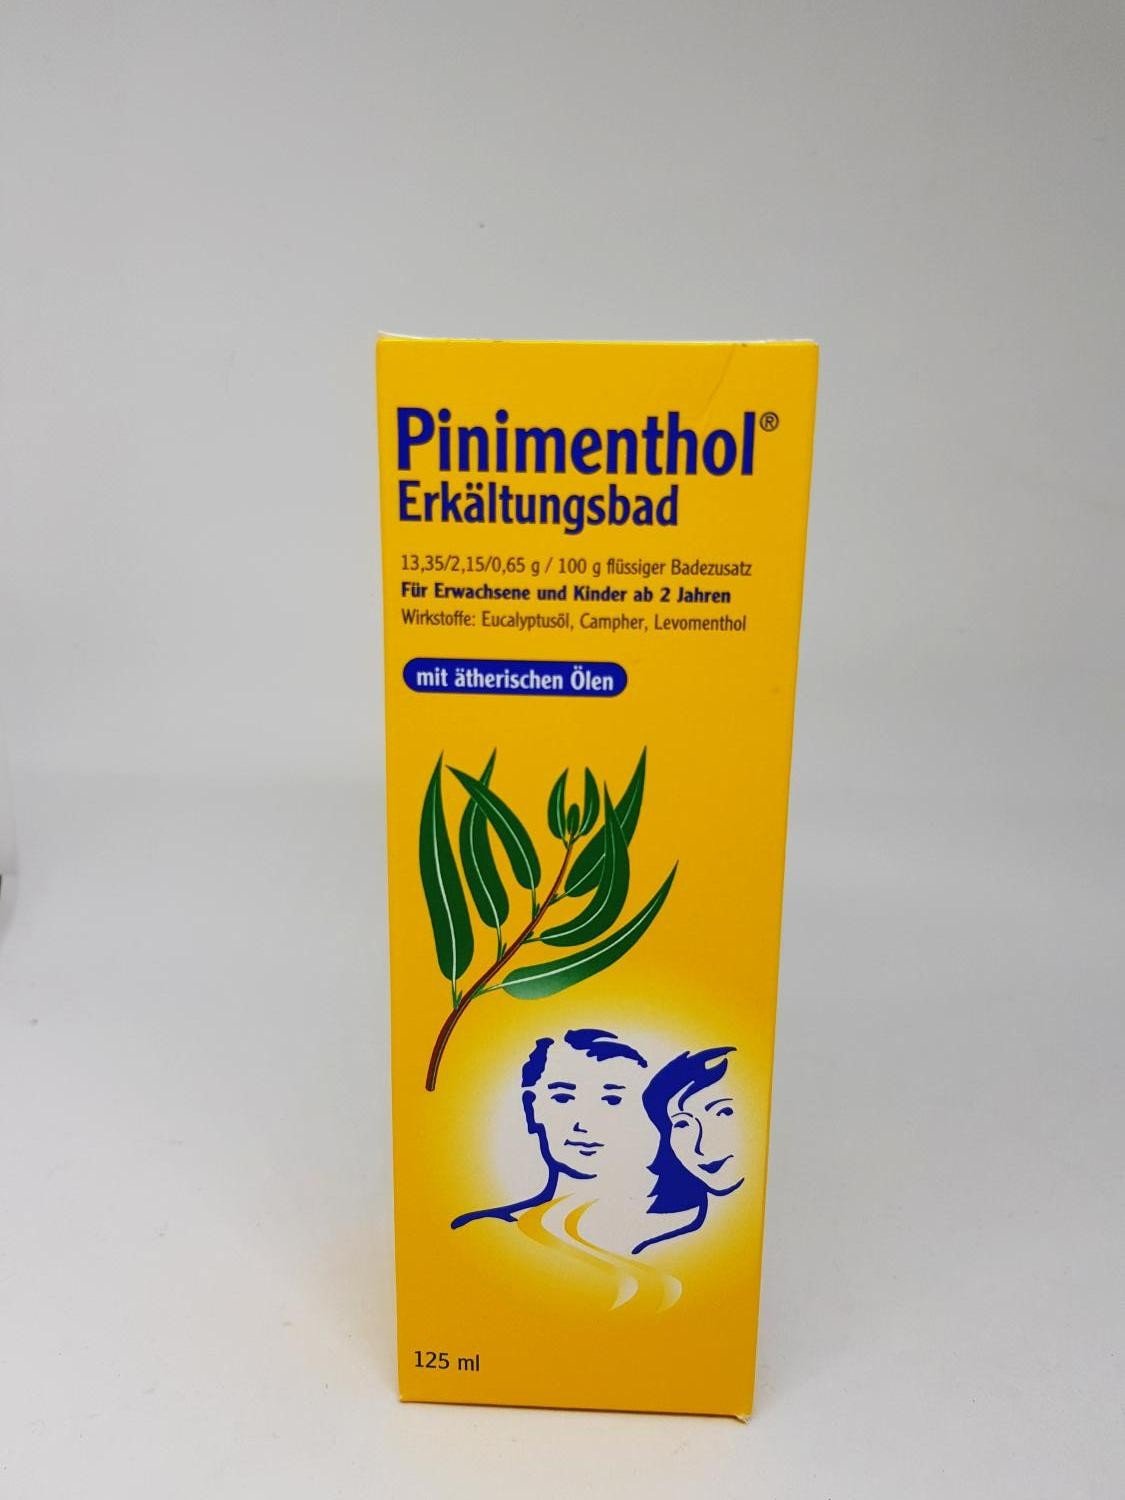 Pinimenthol®
Erkältungsbad
13,35/2,15/0,65 g / 100 g flüssiger Badezusatz
Für Erwachsene und Kinder ab 2 Jahren
Wirkstoffe: Eucalyptusöl, Campher, Levomenthol
mit ätherischen Ölen
125 ml